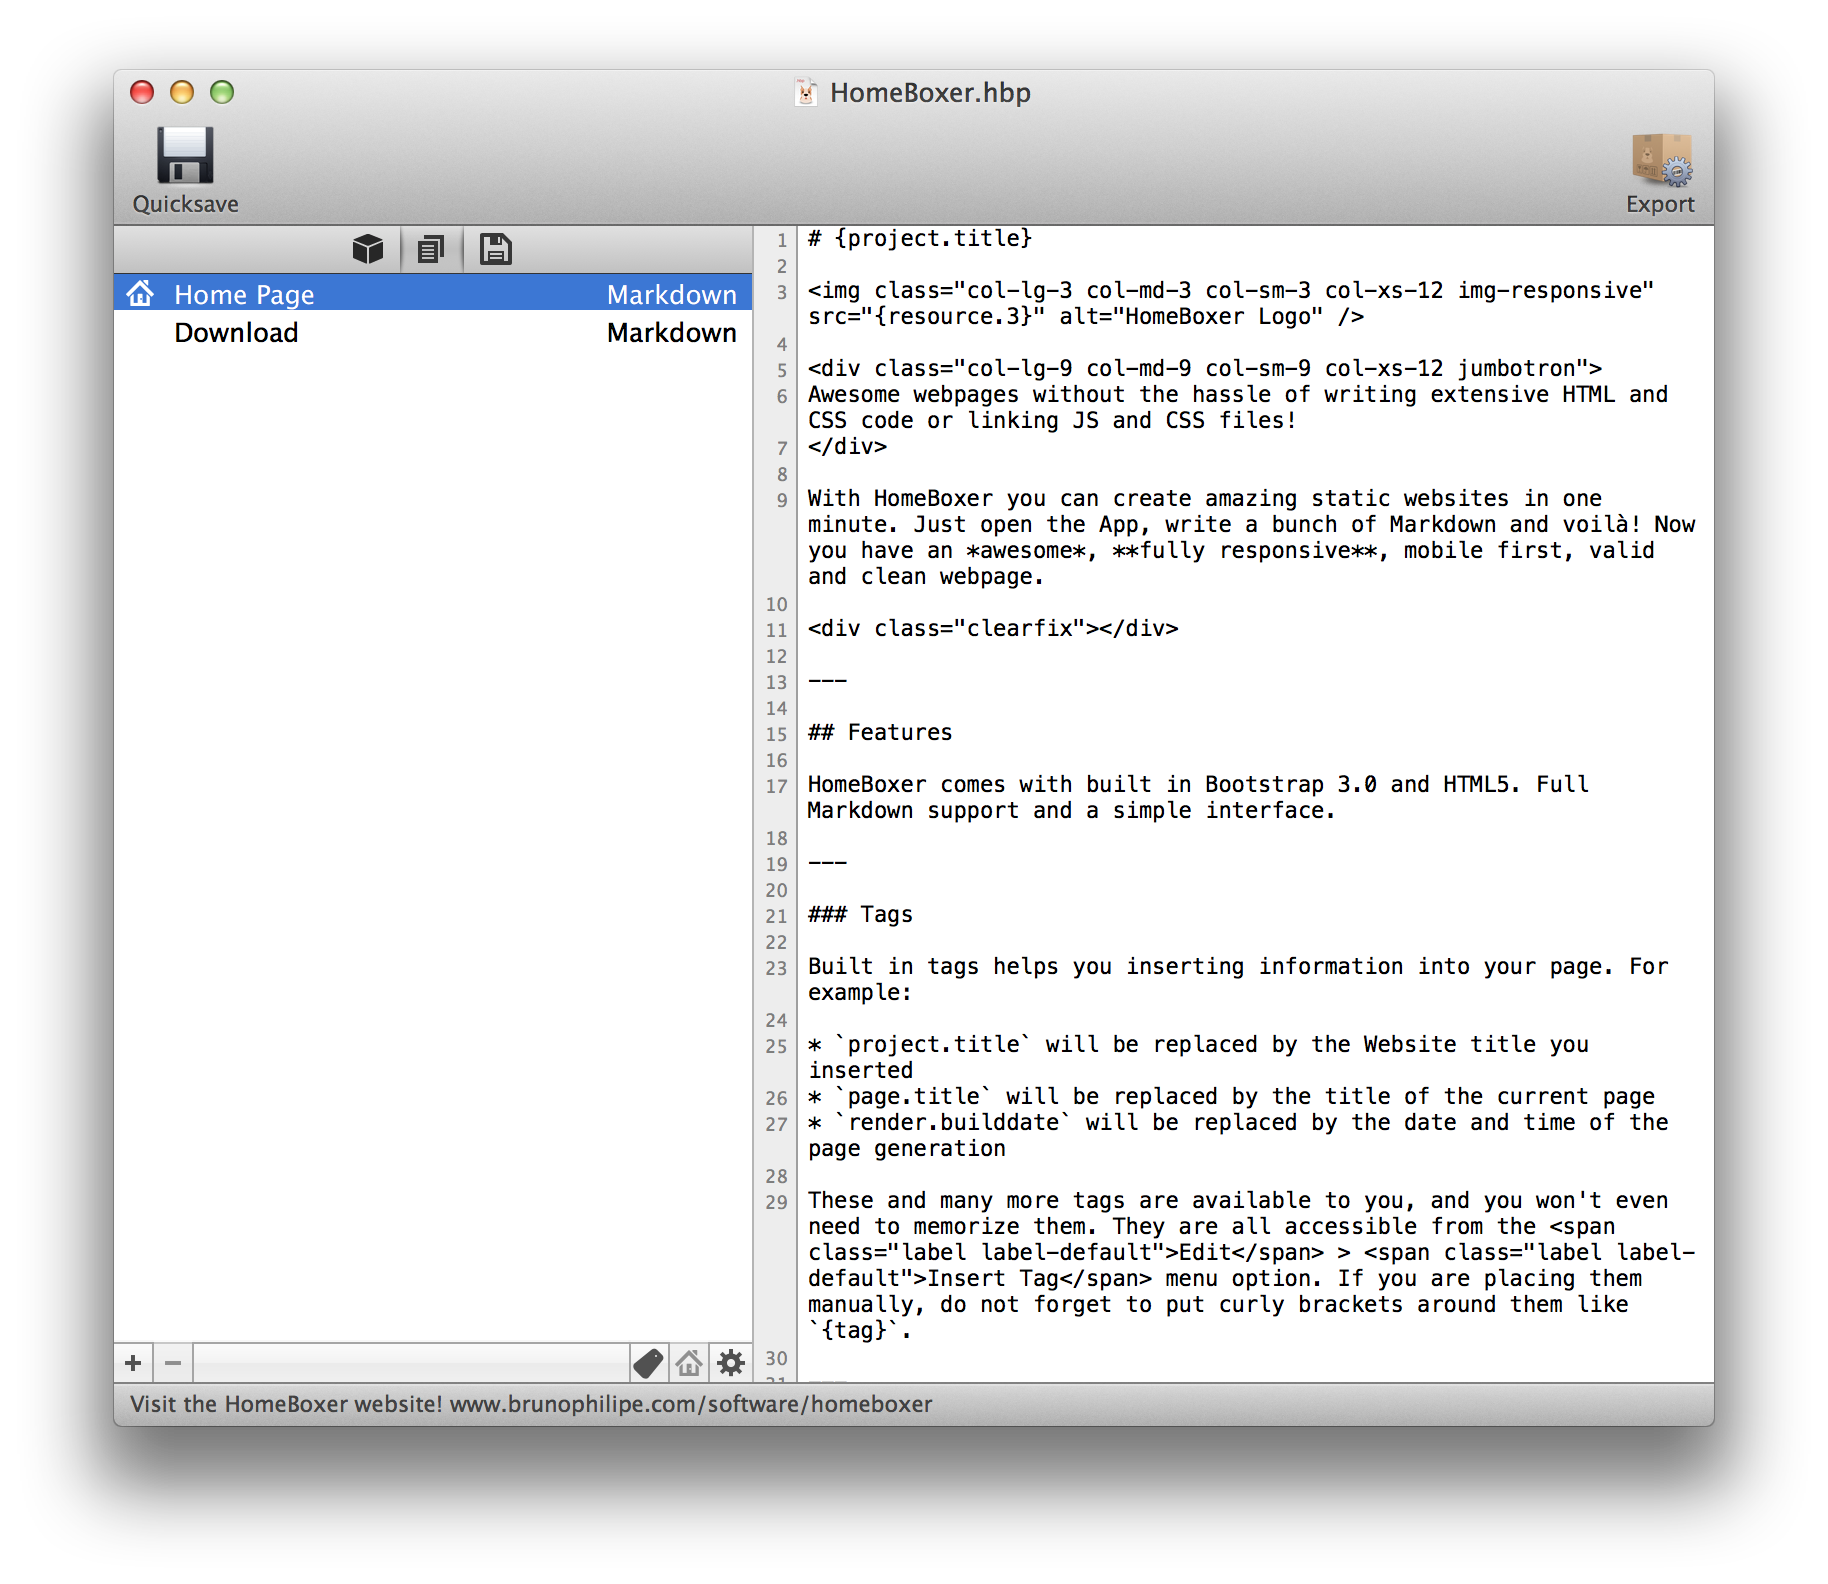 HomeBoxer.hbp
Quicksave
Export
Home Page Markdown
Download Markdown
1 # {project.title}
2
3 <img class="col-lg-3 col-md-3 col-sm-3 col-xs-12 img-responsive"
src="{resource.3}" alt="HomeBoxer Logo" />
4
5 <div class="col-lg-9 col-md-9 col-sm-9 col-xs-12 jumbotron">
6 Awesome webpages without the hassle of writing extensive HTML and
CSS code or linking JS and CSS files!
7 </div>
8
9 With HomeBoxer you can create amazing static websites in one
minute. Just open the App, write a bunch of Markdown and voilà! Now
you have an *awesome*, **fully responsive**, mobile first, valid
and clean webpage.
10
11 <div class="clearfix"></div>
12
13 ---
14
15 ## Features
16
17 HomeBoxer comes with built in Bootstrap 3.0 and HTML5. Full
Markdown support and a simple interface.
18
19 ---
20
21 ### Tags
22
23 Built in tags helps you inserting information into your page. For
example:
24
25 * `project.title` will be replaced by the Website title you
inserted
26 * `page.title` will be replaced by the title of the current page
27 * `render.builddate` will be replaced by the date and time of the
page generation
28
29 These and many more tags are available to you, and you won't even
need to memorize them. They are all accessible from the <span
class="label label-default">Edit</span> > <span class="label label-
default">Insert Tag</span> menu option. If you are placing them
manually, do not forget to put curly brackets around them like
`{tag}`.
30
31 ---
Visit the HomeBoxer website! www.brunophilipe.com/software/homeboxer